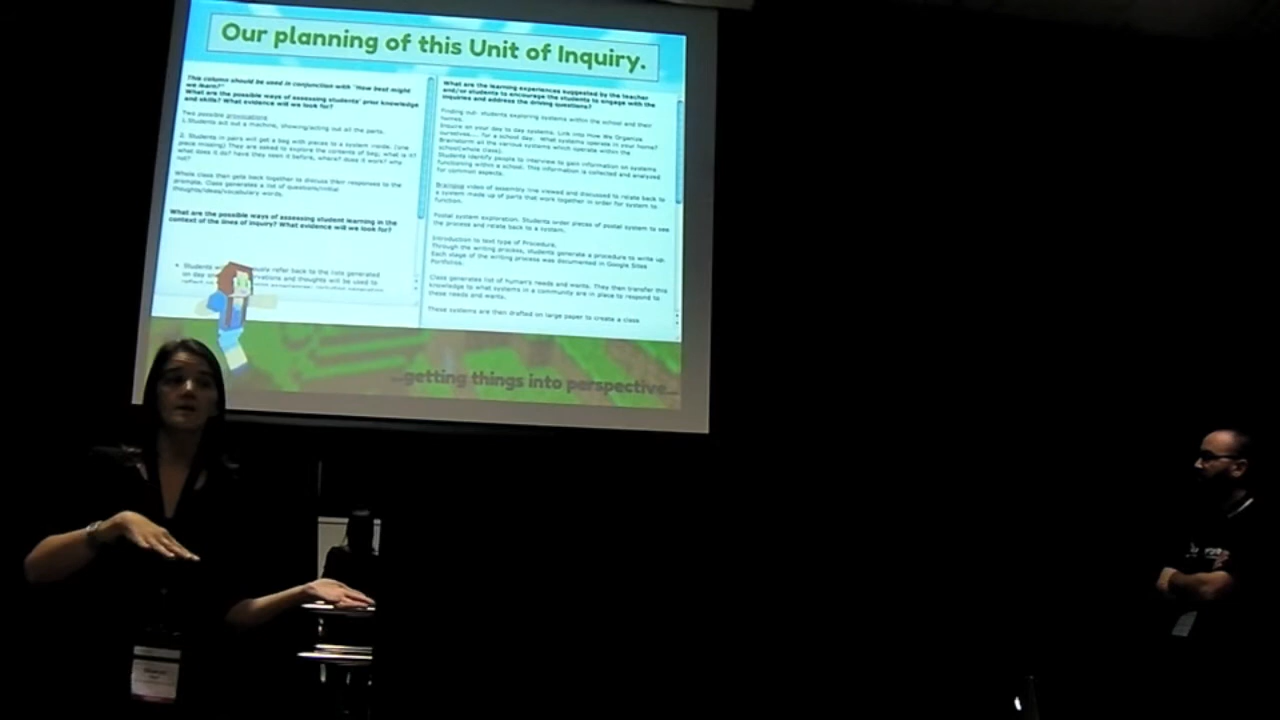 Our planning of this Unit of Inquiry.
This column should be used in conjunction with "How best might
we learn?"
What are the possible ways of assessing students' prior knowledge
and skills? What evidence will we look for?
Two possible provocations
1. Students act out a machine, showing/acting out all the parts.
2. Students in pairs will get a bag with pieces to a system inside. (one
piece missing) They are asked to explore the contents of bag; what is it?
what does it do? have they seen it before, where? does it work? why
not?
Whole class then gets back together to discuss their responses to the
prompts. Class generates a list of questions/initial
thoughts/ideas/vocabulary words.
What are the possible ways of assessing student learning in the
context of the lines of inquiry? What evidence will we look for?
• Students refer back to the lists generated
on day and thoughts will be used to
reflect
What are the learning experiences suggested by the teacher
and/or students to encourage the students to engage with the
inquiries and address the driving questions?
Finding out- students exploring systems within the school and their
homes.
Inquire on your day to day systems. Link into How We Organize
ourselves.... for a school day. What systems operate in your home?
Brainstorm all the various systems which operate within the
school(whole class)
Students identify people to interview to gain information on systems
functioning within a school. This information is collected and analyzed
for common aspects.
video of assembly line viewed and discussed to relate back to
a system made up of parts that work together in order for system to
function.
Postal system exploration. Students order pieces of postal system to see
the process and relate back to a system.
Introduction to text type of Procedure.
Through the writing process, students generate a procedure to write up.
Each stage of the writing process was documented in Google Sites
Portfolios.
Class generates list of human's needs and wants. They then transfer this
knowledge to what systems in a community are in place to respond to
these needs and wants.
These systems are then drafted on large paper to create a class
...getting things into perspective...